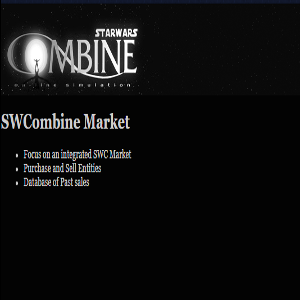 STARWARS
COMBINE
online simulation
SWCombine Market
Focus on an integrated SWC Market
Purchase and Sell Entities
Database of Past sales